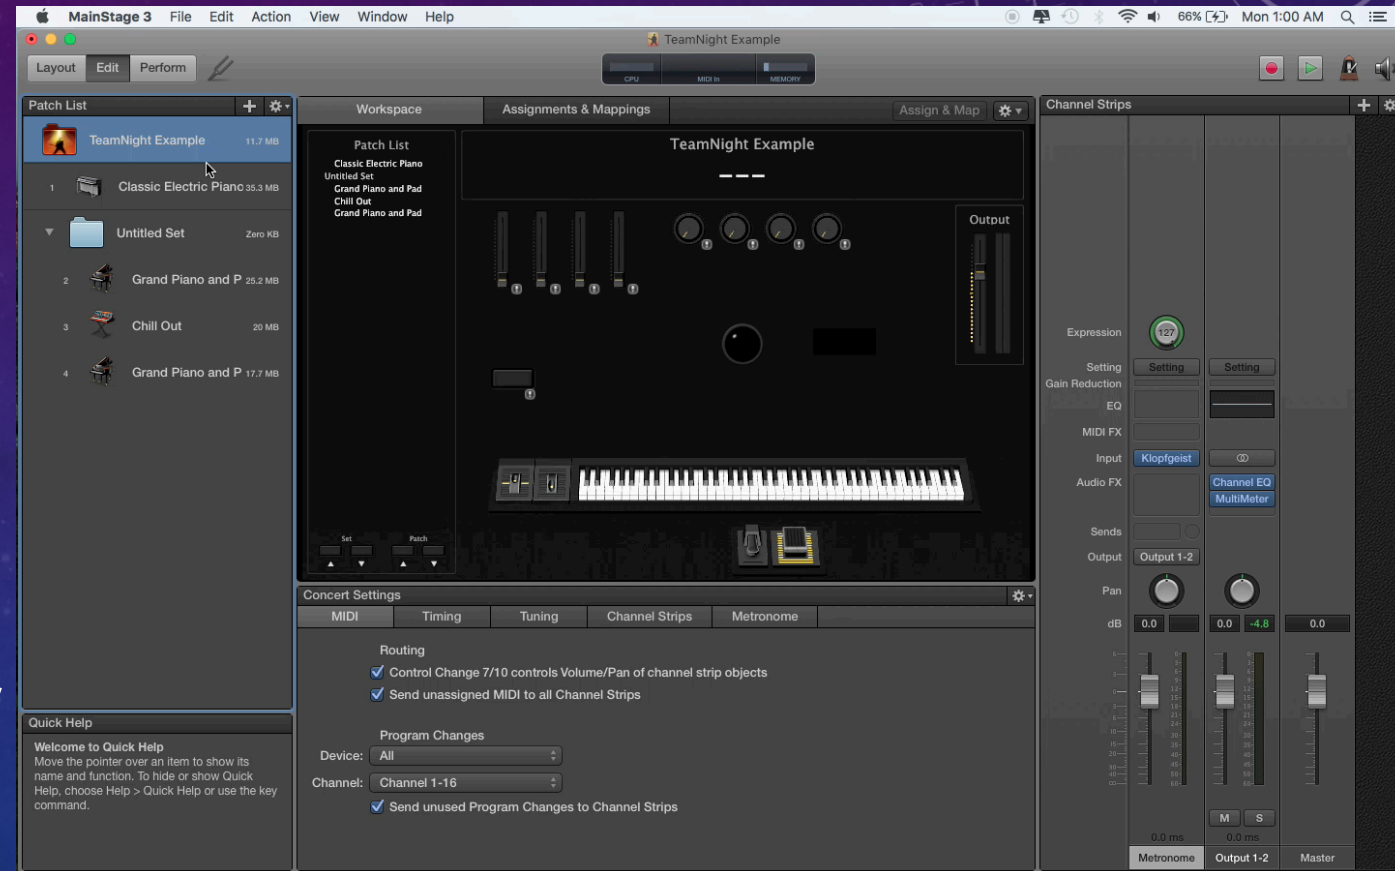 MainStage 3 File Edit Action View Window Help 66% Mon 1:00 AM
TeamNight Example
Layout Edit Perform
CPU MIDI In MEMORY
Patch List
TeamNight Example 11.7 MB
1 Classic Electric Pianc 35.3 MB
Untitled Set Zero KB
2 Grand Piano and P 25.2 MB
3 Chill Out 20 MB
4 Grand Piano and P 17.7 MB
Quick Help
Welcome to Quick Help
Move the pointer over an item to show its
name and function. To hide or show Quick
Help, choose Help > Quick Help or use the key
command.
Workspace Assignments & Mappings Assign & Map
Patch List
Classic Electric Piano
Untitled Set
Grand Piano and Pad
Chill Out
Grand Piano and Pad
Set Patch
TeamNight Example
---
Output
Concert Settings
MIDI Timing Tuning Channel Strips Metronome
Routing
Control Change 7/10 controls Volume/Pan of channel strip objects
Send unassigned MIDI to all Channel Strips
Program Changes
Device: All
Channel: Channel 1-16
Send unused Program Changes to Channel Strips
Channel Strips
Expression 127
Setting Setting Setting
Gain Reduction
EQ
MIDI FX
Input Klopfgeist
Audio FX Channel EQ
MultiMeter
Sends
Output Output 1-2
Pan
dB 0.0 0.0 -4.8 0.0
M S
0.0 ms 0.0 ms
Metronome Output 1-2 Master